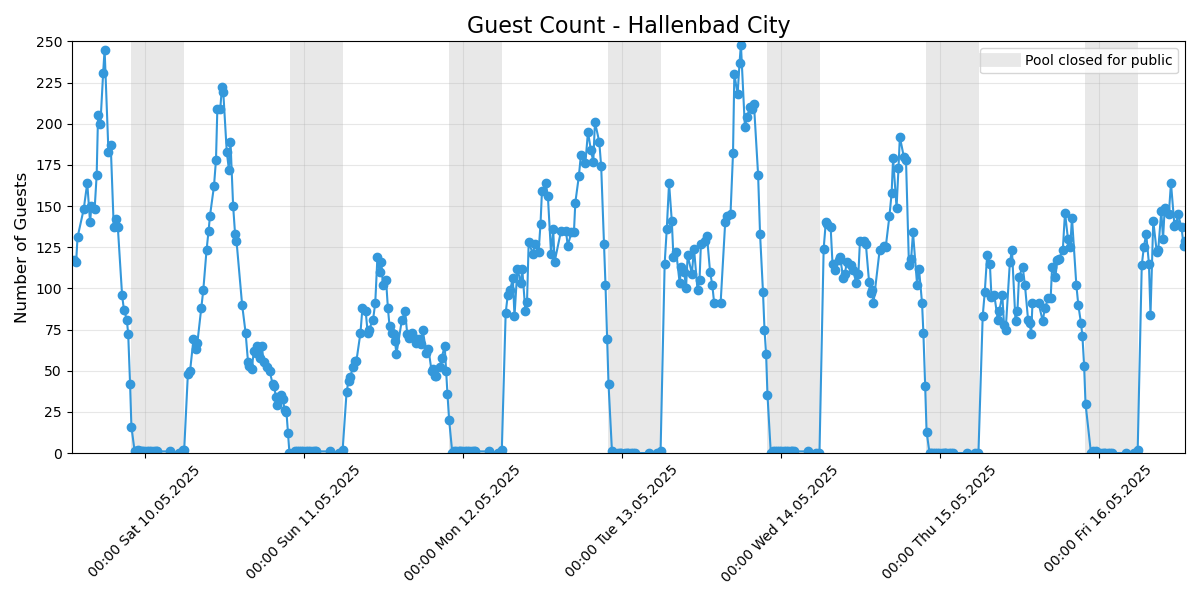 Guest Count - Hallenbad City
Pool closed for public
Number of Guests
250
225
200
175
150
125
100
75
50
25
0
00:00 Sat 10.05.2025
00:00 Sun 11.05.2025
00:00 Mon 12.05.2025
00:00 Tue 13.05.2025
00:00 Wed 14.05.2025
00:00 Thu 15.05.2025
00:00 Fri 16.05.2025